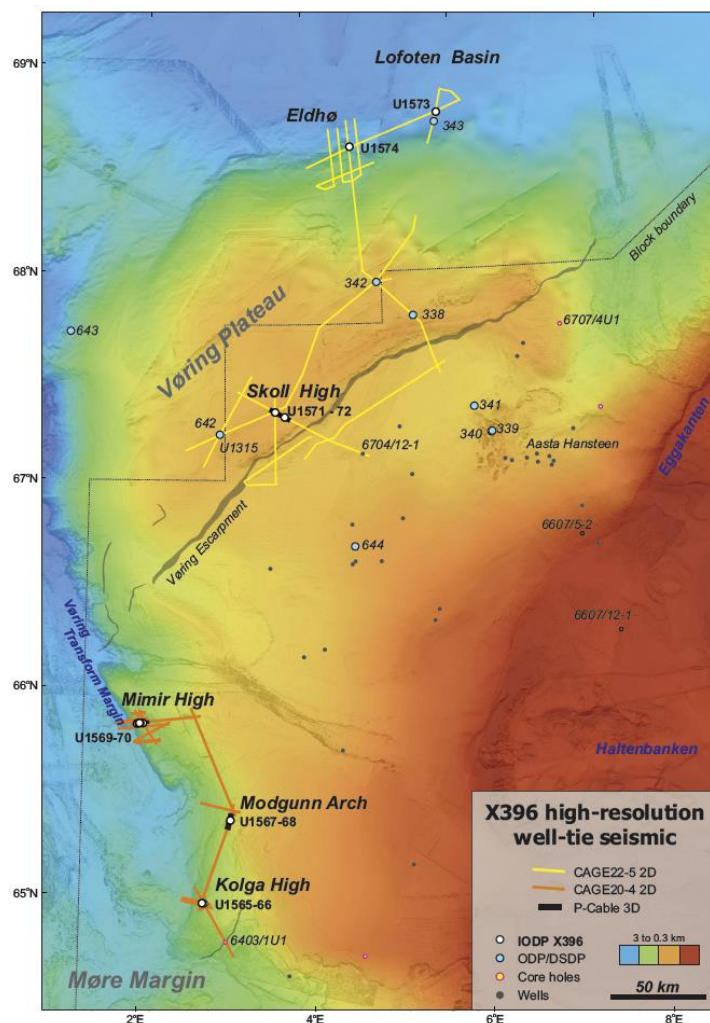 69°N
Lofoten Basin
U1573
343
Eldhø
U1574
Block boundary
68°N
342
338
643
6707/4U1
Vøring Plateau
Skoll High
U1571 - 72
341
642
339
340
U1315
6704/12-1
Aasta Hansteen
67°N
Eggakanten
6607/5-2
Vøring Escarpment
644
6607/12-1
66°N
Vøring
Transform Margin
Mimir High
U1569-70
Haltenbanken
Modgunn Arch
U1567-68
65°N
Kolga High
U1565-66
6403/1U1
Møre Margin
X396 high-resolution
well-tie seismic
CAGE22-5 2D
CAGE20-4 2D
P-Cable 3D
IODP X396
ODP/DSDP
Core holes
Wells
3 to 0.3 km
50 km
2°E
4°E
6°E
8°E